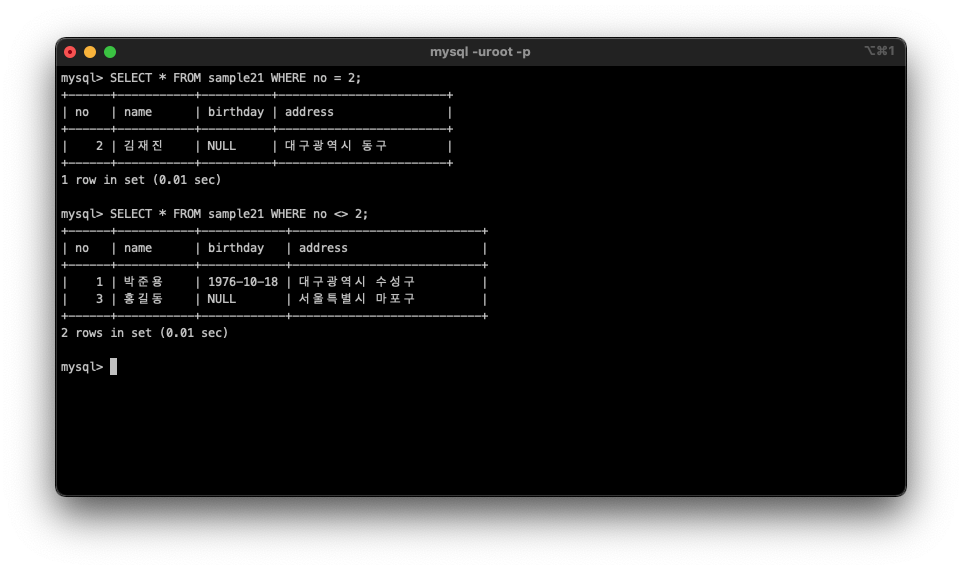 mysql -uroot -p
⌥⌘1
mysql> SELECT * FROM sample21 WHERE no = 2;
+------+-----------+----------+------------------------+
| no   | name      | birthday | address                |
+------+-----------+----------+------------------------+
|    2 | 김재진    | NULL     | 대구광역시 동구        |
+------+-----------+----------+------------------------+
1 row in set (0.01 sec)
mysql> SELECT * FROM sample21 WHERE no <> 2;
+------+-----------+------------+---------------------------+
| no   | name      | birthday   | address                   |
+------+-----------+------------+---------------------------+
|    1 | 박준용    | 1976-10-18 | 대구광역시 수성구         |
|    3 | 홍길동    | NULL       | 서울특별시 마포구         |
+------+-----------+------------+---------------------------+
2 rows in set (0.01 sec)
mysql>